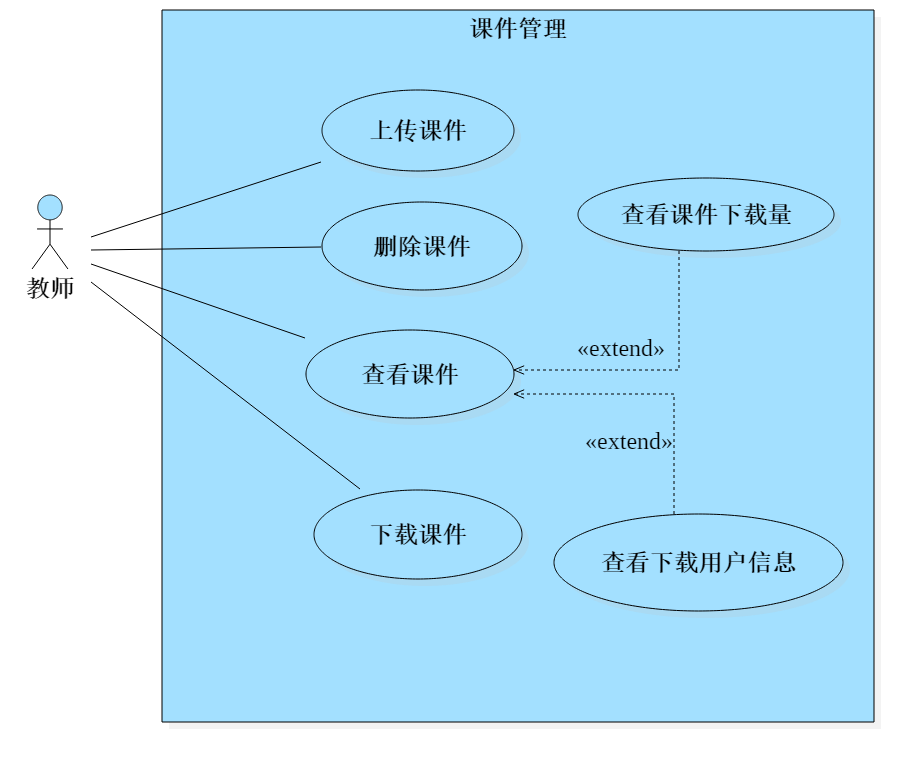 课件管理
上传课件
查看课件下载量
删除课件
教师
«extend»
查看课件
«extend»
下载课件
查看下载用户信息